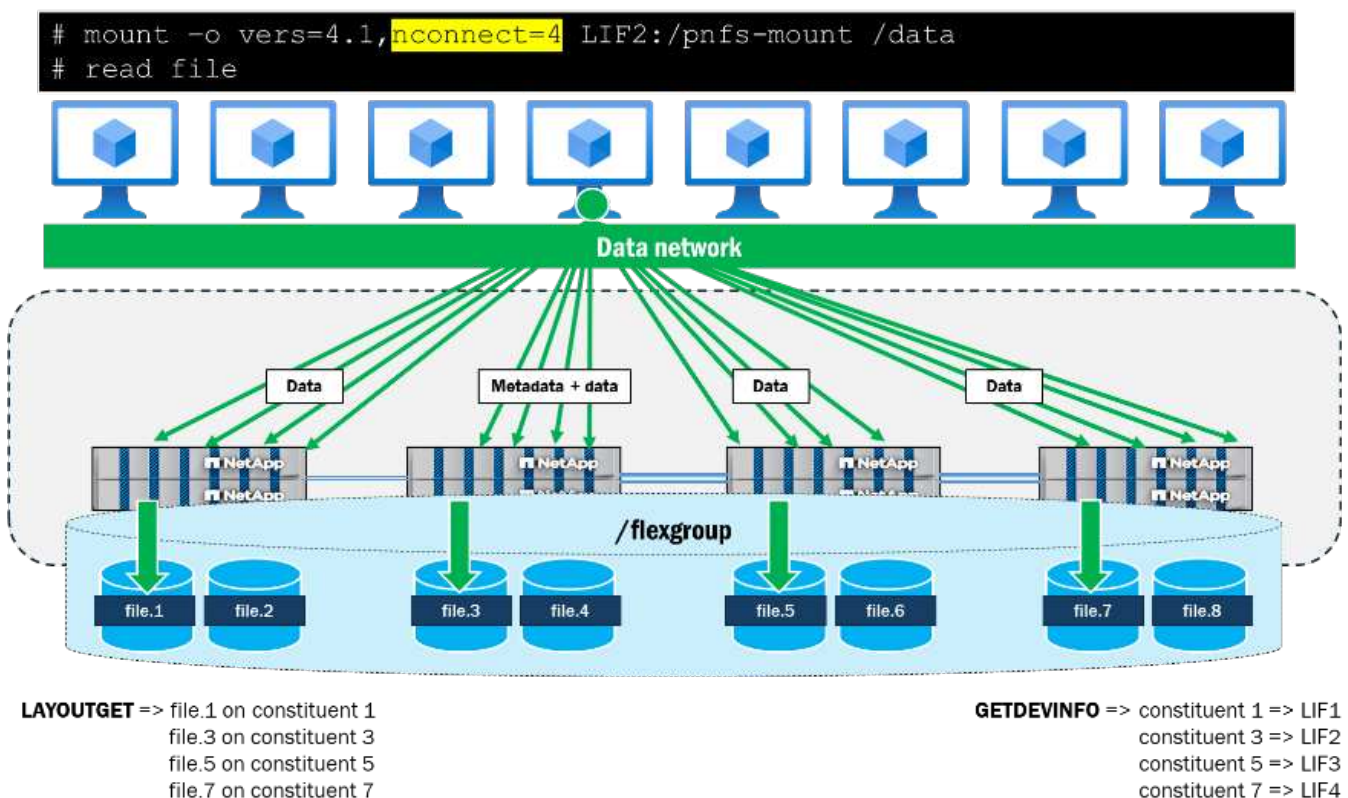 # mount –o vers=4.1,nconnect=4 LIF2:/pnfs-mount /data
# read file
Data network
Data
Metadata + data
Data
Data
NetApp
NetApp
NetApp
NetApp
NetApp
NetApp
NetApp
NetApp
/flexgroup
file.1
file.2
file.3
file.4
file.5
file.6
file.7
file.8
LAYOUTGET => file.1 on constituent 1
file.3 on constituent 3
file.5 on constituent 5
file.7 on constituent 7
GETDEVINFO => constituent 1 => LIF1
constituent 3 => LIF2
constituent 5 => LIF3
constituent 7 => LIF4